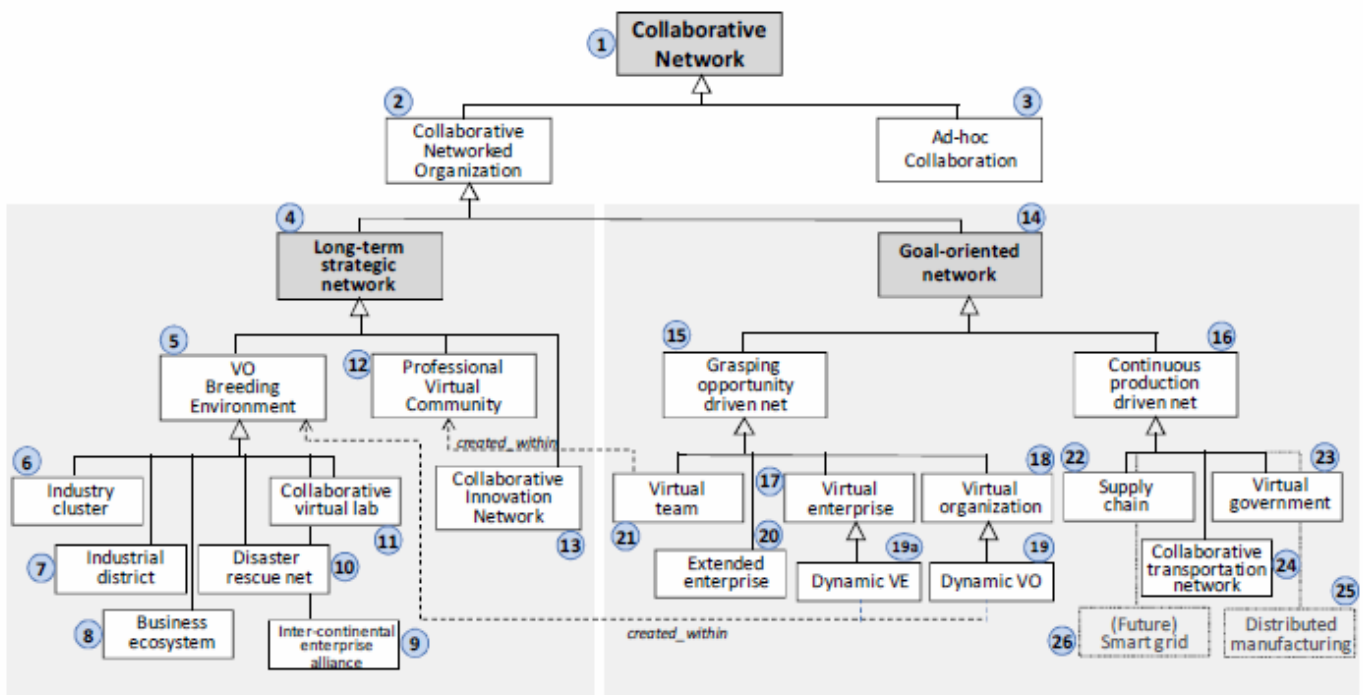 Collaborative
Network
1
2
3
Collaborative
Networked
Organization
Ad-hoc
Collaboration
4
14
Long-term
strategic
network
Goal-oriented
network
5
12
15
16
VO
Breeding
Environment
Professional
Virtual
Community
Grasping
opportunity
driven net
Continuous
production
driven net
created_within
6
Industry
cluster
Collaborative
virtual lab
11
Collaborative
Innovation
Network
13
Virtual
team
21
17
Virtual
enterprise
18
Virtual
organization
22
Supply
chain
23
Virtual
government
7
Industrial
district
Disaster
rescue net
10
20
Extended
enterprise
19a
Dynamic VE
19
Dynamic VO
Collaborative
transportation
network
24
8
Business
ecosystem
Inter-continental
enterprise
alliance
9
created_within
26
(Future)
Smart grid
25
Distributed
manufacturing